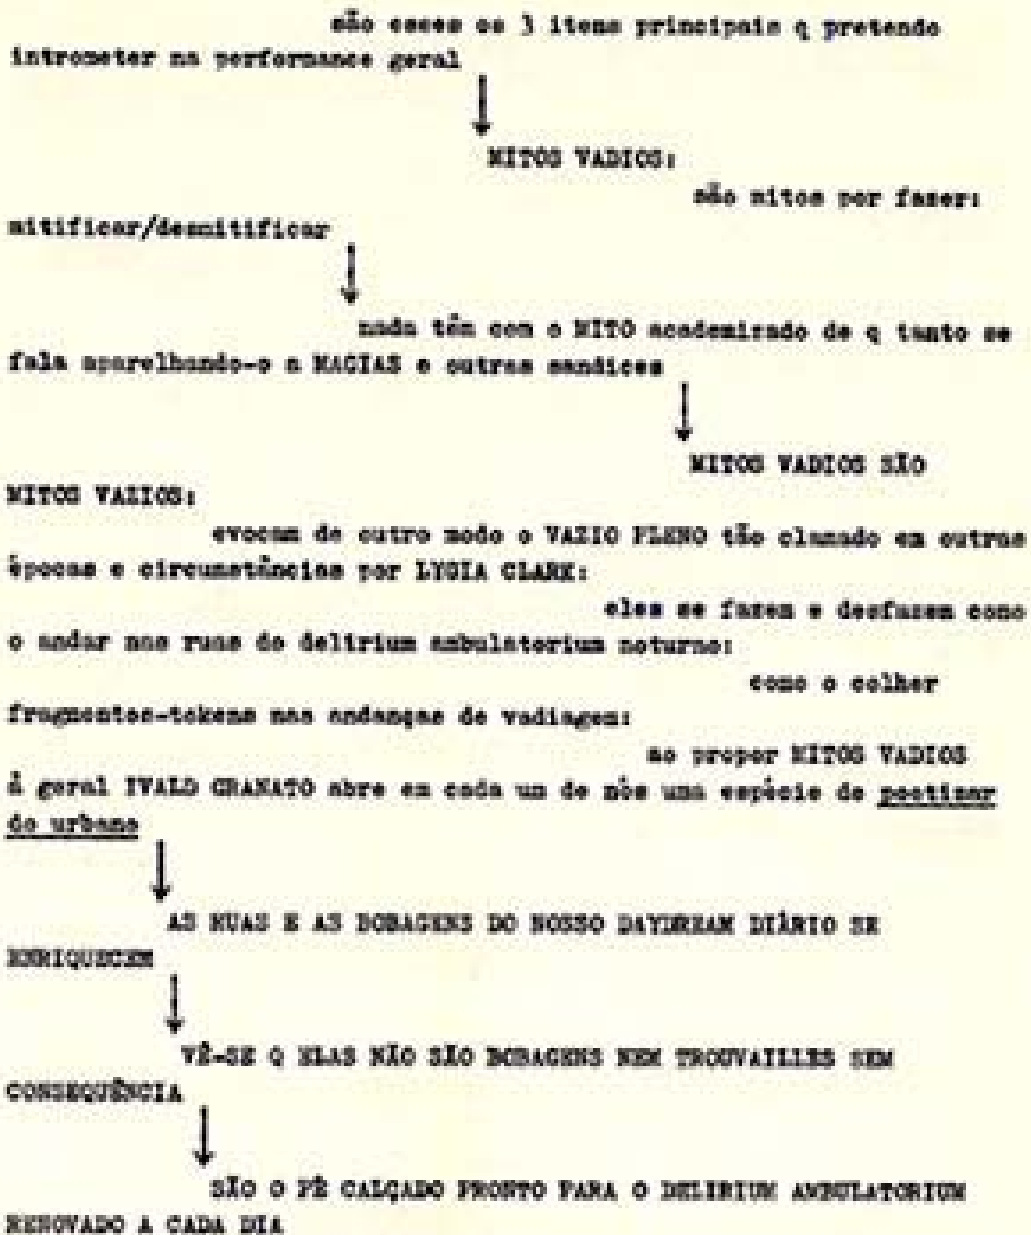 são esses os 3 itens principais q pretendo
intrometer na performance geral
MITOS VADIOS:
são mitos por fazer:
mitificar/desmitificar
nada têm com o MITO academizado de q tanto se
fala aparelhando-o a MAGIAS e outras sandices
MITOS VADIOS SÃO
MITOS VAZIOS:
evocam de outro modo o VAZIO PLENO tão clamado em outras
épocas e circunstâncias por LYGIA CLARK:
eles se fazem e desfazem como
o andar nas ruas do delirium ambulatorium noturno:
como o colher
fragmentos-tokens nas andanças de vadiagem:
ao propor MITOS VADIOS
à geral IVALD GRANATO abre em cada um de nós uma espécie de poetizar
do urbano
AS RUAS E AS BOBAGENS DO NOSSO DAYDREAM DIÁRIO SE
ENRIQUECEM
VÊ-SE Q ELAS NÃO SÃO BOBAGENS NEM TROUVAILLES SEM
CONSEQUÊNCIA
SÃO O PÉ CALÇADO PRONTO PARA O DELIRIUM AMBULATORIUM
RENOVADO A CADA DIA